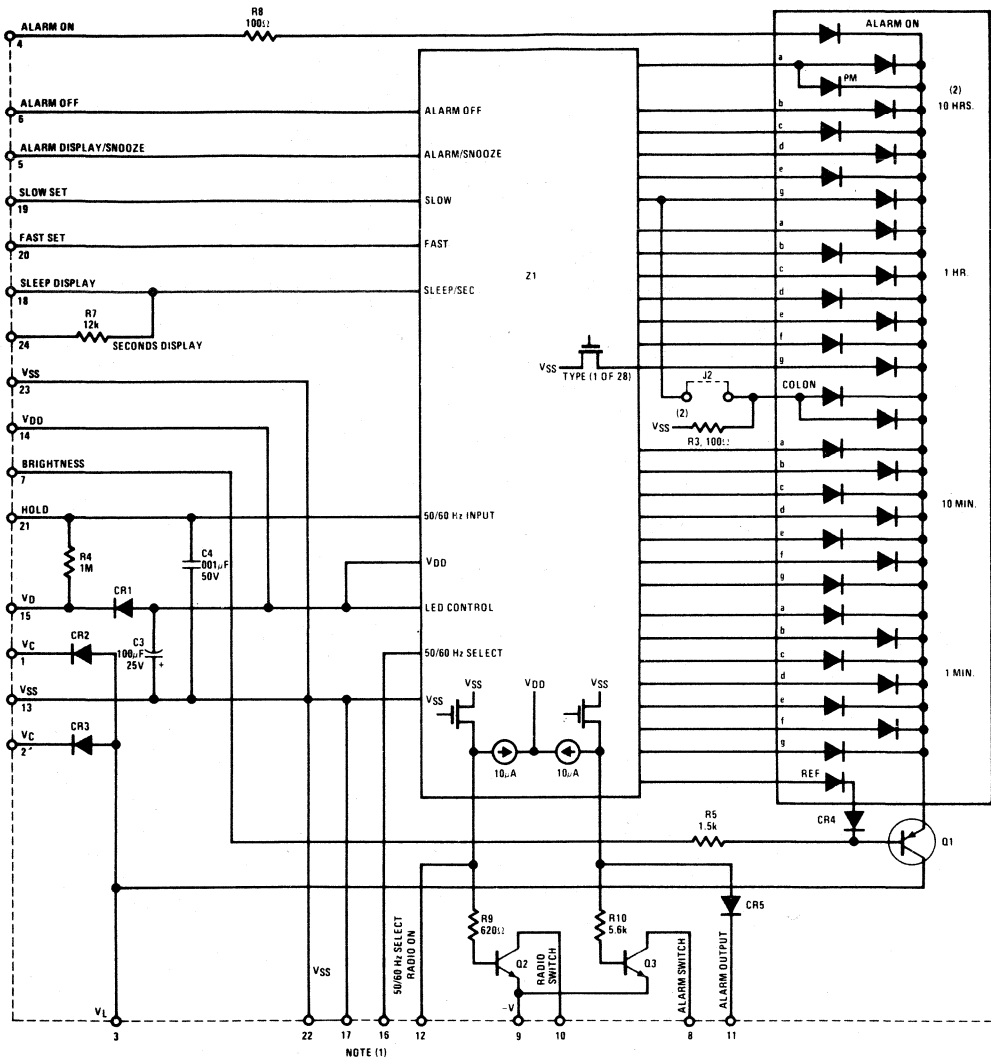 R8
100Ω
ALARM ON
4
ALARM ON
a
PM
(2)
10 HRS.
ALARM OFF
6
ALARM OFF
b
c
ALARM DISPLAY/SNOOZE
5
ALARM/SNOOZE
d
e
SLOW SET
19
SLOW
g
FAST SET
20
FAST
a
b
Z1
1 HR.
SLEEP DISPLAY
18
SLEEP/SEC
c
d
R7
12k
24
SECONDS DISPLAY
e
f
VSS
23
VSS
TYPE (1 OF 28)
g
J2
COLON
(2)
VSS
R3, 100Ω
VDD
14
a
BRIGHTNESS
7
b
c
10 MIN.
HOLD
21
50/60 Hz INPUT
d
e
R4
1M
C4
.001µF
50V
VDD
f
g
CR1
VD
15
LED CONTROL
a
b
CR2
VC
1
C3
100µF
25V
+
50/60 Hz SELECT
c
1 MIN.
d
VSS
13
VSS
VSS
VDD
VSS
e
f
CR3
VC
2
g
10µA
10µA
REF
CR4
R5
1.5k
Q1
R9
620Ω
R10
5.6k
CR5
Q2
Q3
VSS
50/60 Hz SELECT
RADIO ON
RADIO SWITCH
ALARM SWITCH
ALARM OUTPUT
VL
-V
3
22
17
16
12
9
10
8
11
NOTE (1)